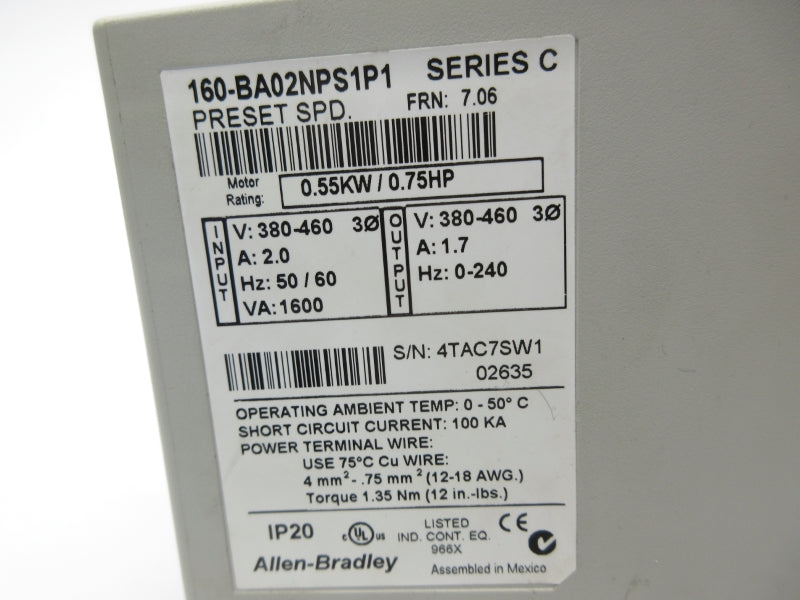 160-BA02NPS1P1 SERIES C
PRESET SPD. FRN: 7.06
Motor Rating: 0.55KW / 0.75HP
INPUT
V: 380-460 3Ø
A: 2.0
Hz: 50 / 60
VA: 1600
OUTPUT
V: 380-460 3Ø
A: 1.7
Hz: 0-240
S/N: 4TAC7SW1
02635
OPERATING AMBIENT TEMP: 0 - 50° C
SHORT CIRCUIT CURRENT: 100 KA
POWER TERMINAL WIRE:
USE 75°C Cu WIRE:
4 mm² - .75 mm² (12-18 AWG.)
Torque 1.35 Nm (12 in.-lbs.)
IP20 c UL us LISTED CE
IND. CONT. EQ.
966X
Allen-Bradley Assembled in Mexico